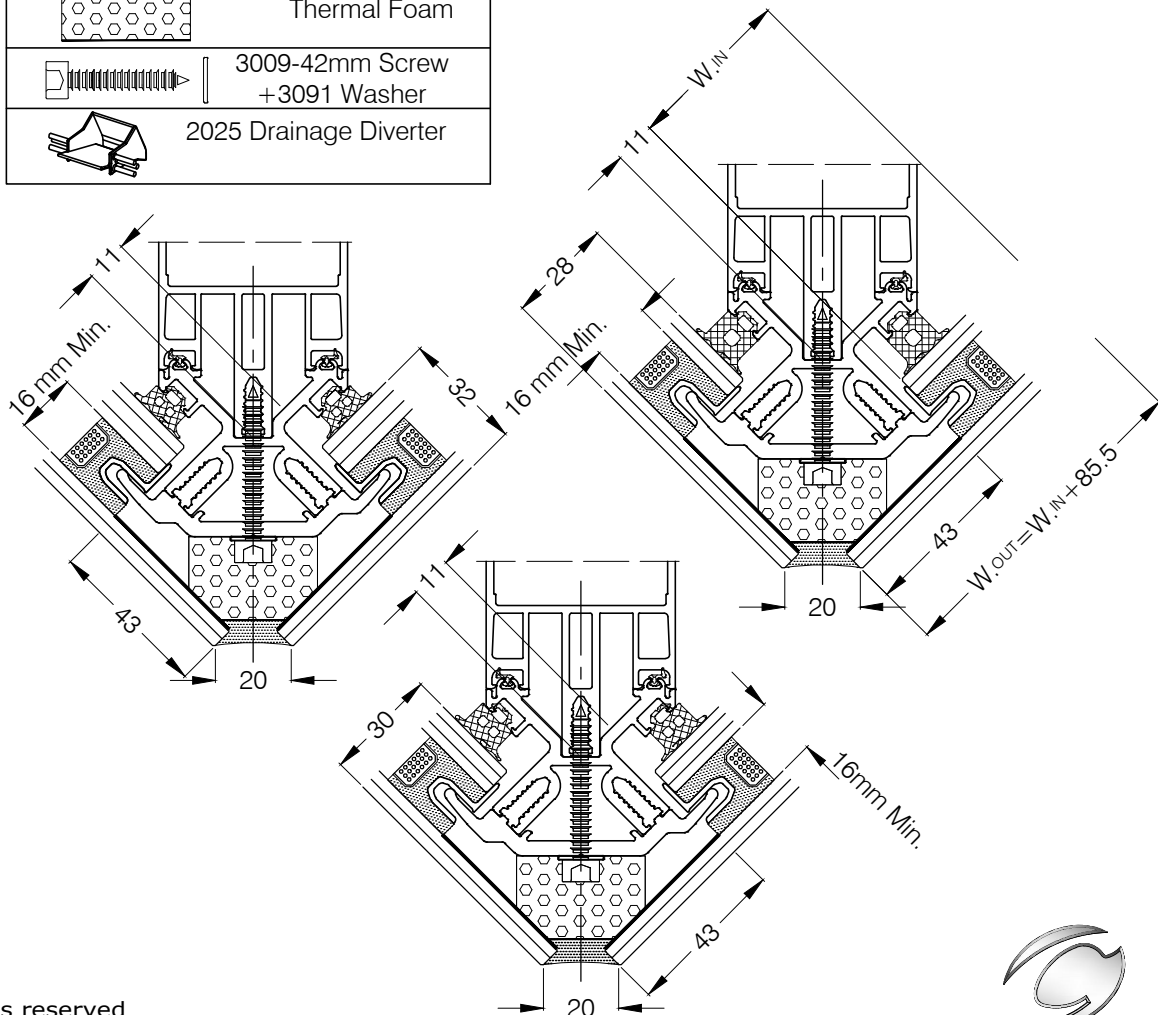 Thermal Foam
3009-42mm Screw
+3091 Washer
2025 Drainage Diverter
W.IN
11
28
16 mm Min.
43
20
W.OUT=W.IN+85.5
11
16 mm Min.
32
43
20
11
30
16mm Min.
43
20
s reserved